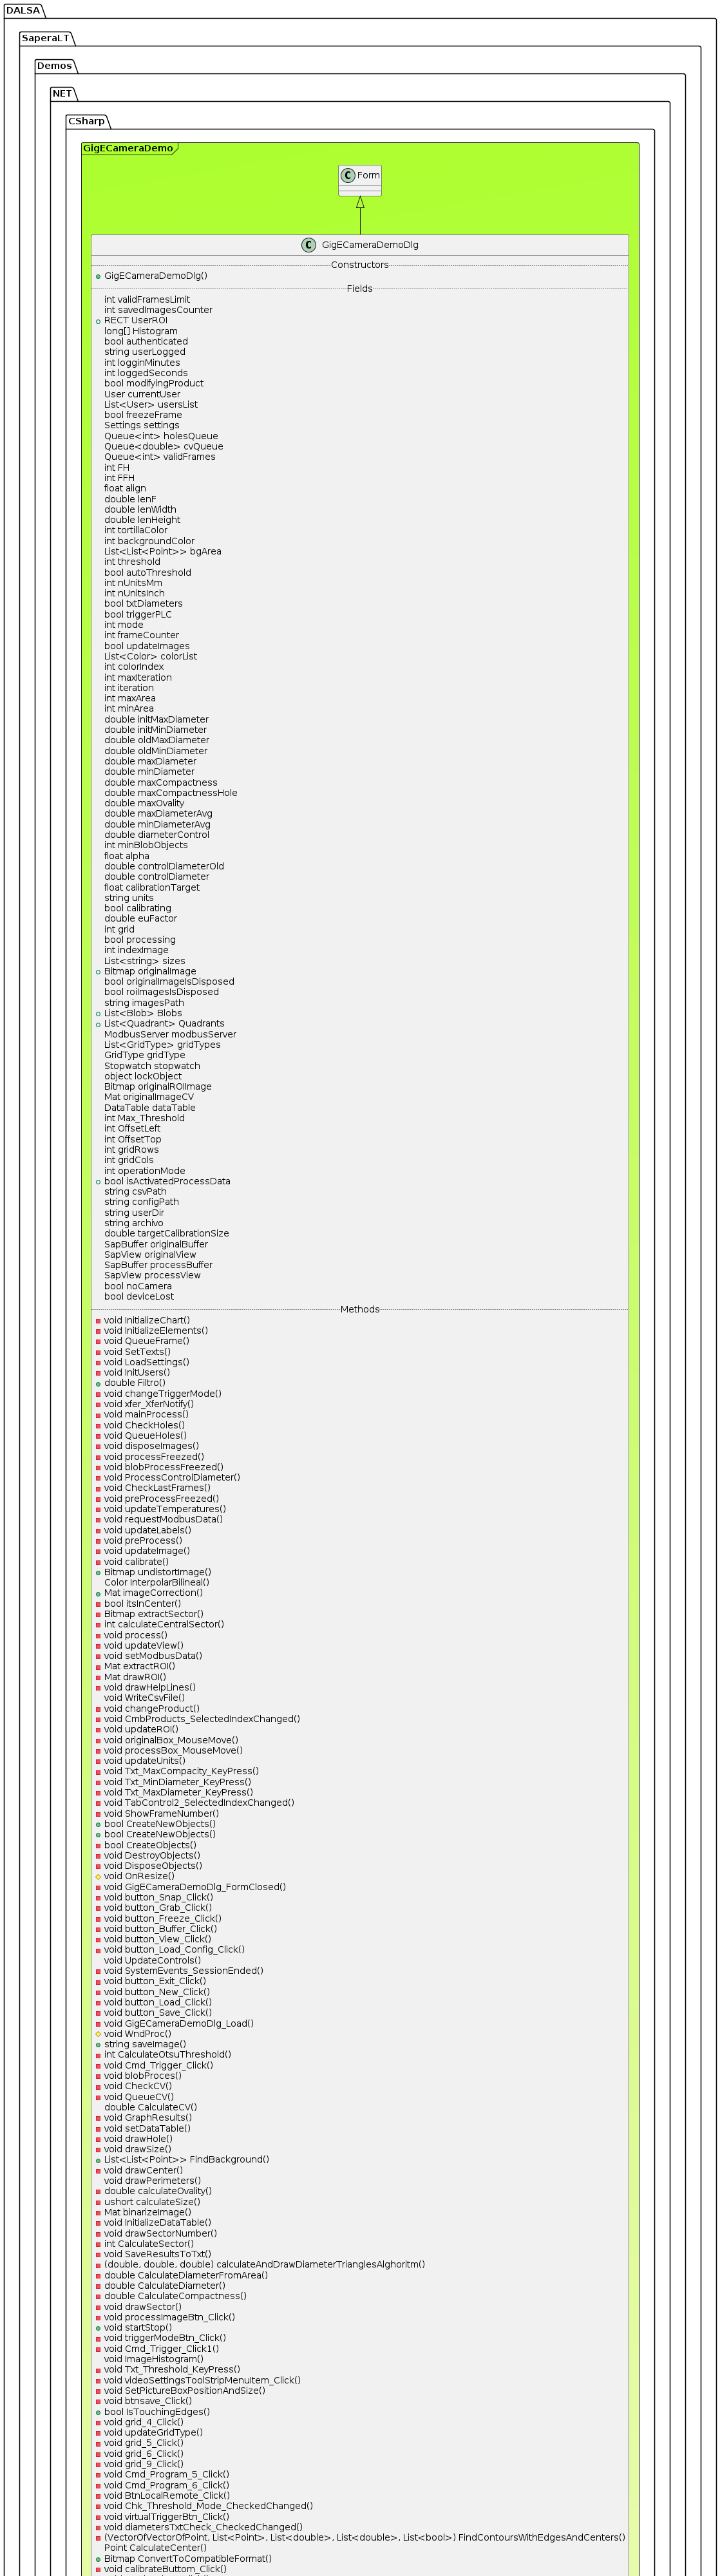 DALSA
SaperaLT
Demos
NET
CSharp
GigECameraDemo
C Form
C GigECameraDemoDlg
Constructors
GigECameraDemoDlg()
Fields
int validFramesLimit
int savedImagesCounter
RECT UserROI
long[] Histogram
bool authenticated
string userLogged
int logginMinutes
int loggedSeconds
bool modifyingProduct
User currentUser
List<User> usersList
bool freezeFrame
Settings settings
Queue<int> holesQueue
Queue<double> cvQueue
Queue<int> validFrames
int FH
int FFH
float align
double lenF
double lenWidth
double lenHeight
int tortillaColor
int backgroundColor
List<List<Point>> bgArea
int threshold
bool autoThreshold
int nUnitsMm
int nUnitsInch
bool txtDiameters
bool triggerPLC
int mode
int frameCounter
bool updateImages
List<Color> colorList
int colorIndex
int maxIteration
int iteration
int maxArea
int minArea
double initMaxDiameter
double initMinDiameter
double oldMaxDiameter
double oldMinDiameter
double maxDiameter
double minDiameter
double maxCompactness
double maxCompactnessHole
double maxOvality
double maxDiameterAvg
double minDiameterAvg
double diameterControl
int minBlobObjects
float alpha
double controlDiameterOld
double controlDiameter
float calibrationTarget
string units
bool calibrating
double euFactor
int grid
bool processing
int indexImage
List<string> sizes
Bitmap originalImage
bool originalImageIsDisposed
bool roiImagesIsDisposed
string imagesPath
List<Blob> Blobs
List<Quadrant> Quadrants
ModbusServer modbusServer
List<GridType> gridTypes
GridType gridType
Stopwatch stopwatch
object lockObject
Bitmap originalROIImage
Mat originalImageCV
DataTable dataTable
int Max_Threshold
int OffsetLeft
int OffsetTop
int gridRows
int gridCols
int operationMode
bool isActivatedProcessData
string csvPath
string configPath
string userDir
string archivo
double targetCalibrationSize
SapBuffer originalBuffer
SapView originalView
SapBuffer processBuffer
SapView processView
bool noCamera
bool deviceLost
Methods
void InitializeChart()
void InitializeElements()
void QueueFrame()
void SetTexts()
void LoadSettings()
void InitUsers()
double Filtro()
void changeTriggerMode()
void xfer_XferNotify()
void mainProcess()
void CheckHoles()
void QueueHoles()
void disposeImages()
void processFreezed()
void blobProcessFreezed()
void ProcessControlDiameter()
void CheckLastFrames()
void preProcessFreezed()
void updateTemperatures()
void requestModbusData()
void updateLabels()
void preProcess()
void updateImage()
void calibrate()
Bitmap undistortImage()
Color InterpolarBilineal()
Mat imageCorrection()
bool itsInCenter()
Bitmap extractSector()
int calculateCentralSector()
void process()
void updateView()
void setModbusData()
Mat extractROI()
Mat drawROI()
void drawHelpLines()
void WriteCsvFile()
void changeProduct()
void CmbProducts_SelectedIndexChanged()
void updateROI()
void originalBox_MouseMove()
void processBox_MouseMove()
void updateUnits()
void Txt_MaxCompacity_KeyPress()
void Txt_MinDiameter_KeyPress()
void Txt_MaxDiameter_KeyPress()
void TabControl2_SelectedIndexChanged()
void ShowFrameNumber()
bool CreateNewObjects()
bool CreateNewObjects()
bool CreateObjects()
void DestroyObjects()
void DisposeObjects()
void OnResize()
void GigECameraDemoDlg_FormClosed()
void button_Snap_Click()
void button_Grab_Click()
void button_Freeze_Click()
void button_Buffer_Click()
void button_View_Click()
void button_Load_Config_Click()
void UpdateControls()
void SystemEvents_SessionEnded()
void button_Exit_Click()
void button_New_Click()
void button_Load_Click()
void button_Save_Click()
void GigECameraDemoDlg_Load()
void WndProc()
string saveImage()
int CalculateOtsuThreshold()
void Cmd_Trigger_Click()
void blobProces()
void CheckCV()
void QueueCV()
double CalculateCV()
void GraphResults()
void setDataTable()
void drawHole()
void drawSize()
List<List<Point>> FindBackground()
void drawCenter()
void drawPerimeters()
double calculateOvality()
ushort calculateSize()
Mat binarizeImage()
void InitializeDataTable()
void drawSectorNumber()
int CalculateSector()
void SaveResultsToTxt()
(double, double, double) calculateAndDrawDiameterTrianglesAlghoritm()
double CalculateDiameterFromArea()
double CalculateDiameter()
double CalculateCompactness()
void drawSector()
void processImageBtn_Click()
void startStop()
void triggerModeBtn_Click()
void Cmd_Trigger_Click1()
void ImageHistogram()
void Txt_Threshold_KeyPress()
void videoSettingsToolStripMenuItem_Click()
void SetPictureBoxPositionAndSize()
void btnsave_Click()
bool IsTouchingEdges()
void grid_4_Click()
void updateGridType()
void grid_5_Click()
void grid_6_Click()
void grid_9_Click()
void Cmd_Program_5_Click()
void Cmd_Program_6_Click()
void BtnLocalRemote_Click()
void Chk_Threshold_Mode_CheckedChanged()
void virtualTriggerBtn_Click()
void diametersTxtCheck_CheckedChanged()
(VectorOfVectorOfPoint, List<Point>, List<double>, List<double>, List<bool>) FindContoursWithEdgesAndCenters()
Point CalculateCenter()
Bitmap ConvertToCompatibleFormat()
void calibrateButtom_Click()